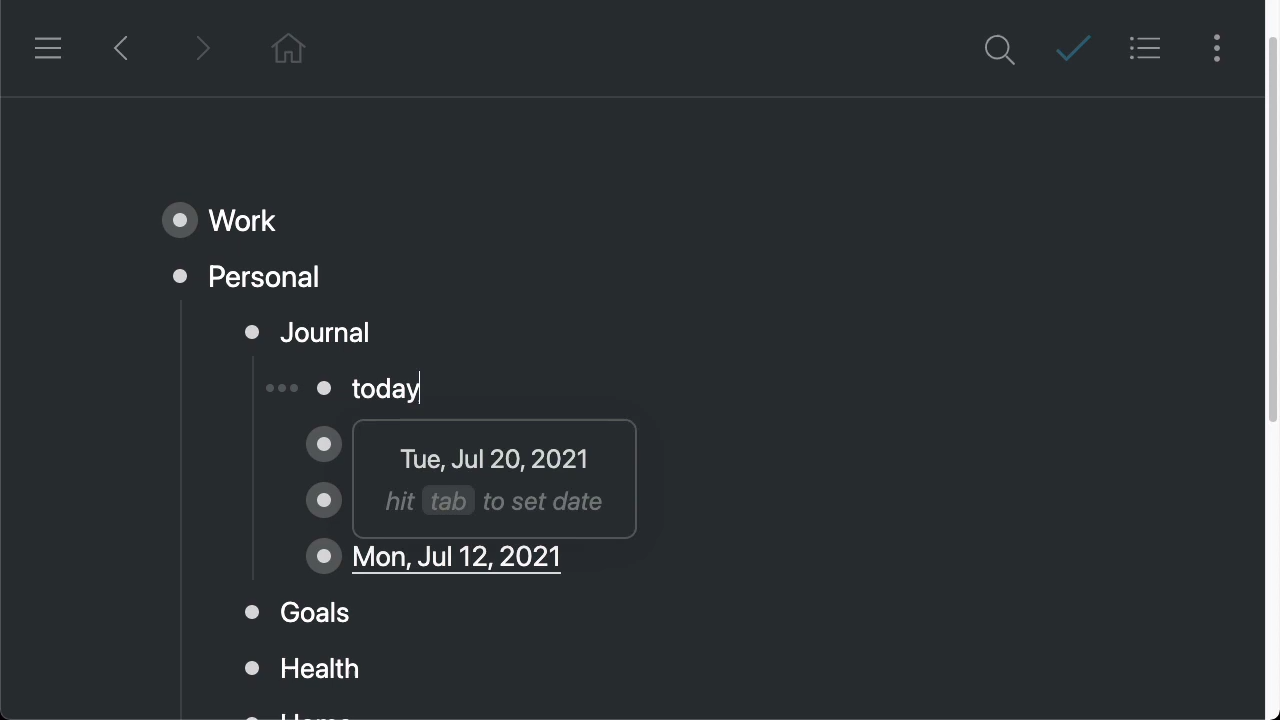 Work
Personal
Journal
today
Tue, Jul 20, 2021
hit tab to set date
Mon, Jul 12, 2021
Goals
Health